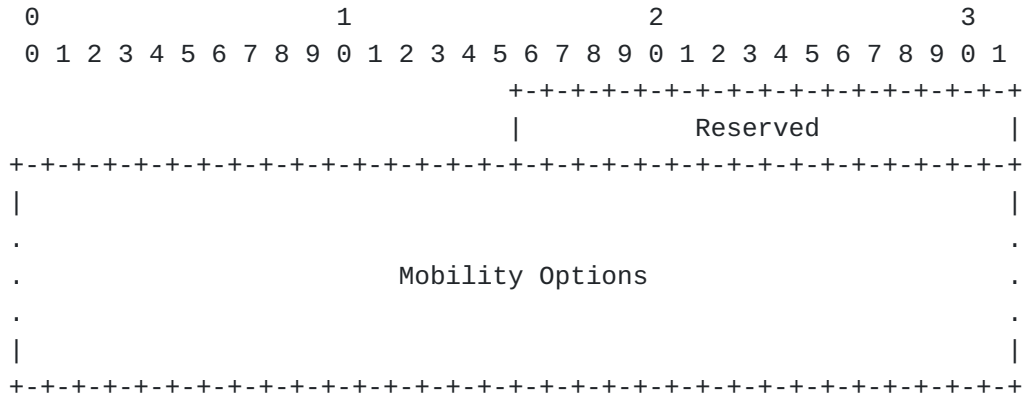 0                   1                   2                   3
0 1 2 3 4 5 6 7 8 9 0 1 2 3 4 5 6 7 8 9 0 1 2 3 4 5 6 7 8 9 0 1
+-+-+-+-+-+-+-+-+-+-+-+-+-+-+-+-+
|           Reserved            |
+-+-+-+-+-+-+-+-+-+-+-+-+-+-+-+-+-+-+-+-+-+-+-+-+-+-+-+-+-+-+-+-+
|                                                               |
.                                                               .
.                        Mobility Options                       .
.                                                               .
|                                                               |
+-+-+-+-+-+-+-+-+-+-+-+-+-+-+-+-+-+-+-+-+-+-+-+-+-+-+-+-+-+-+-+-+